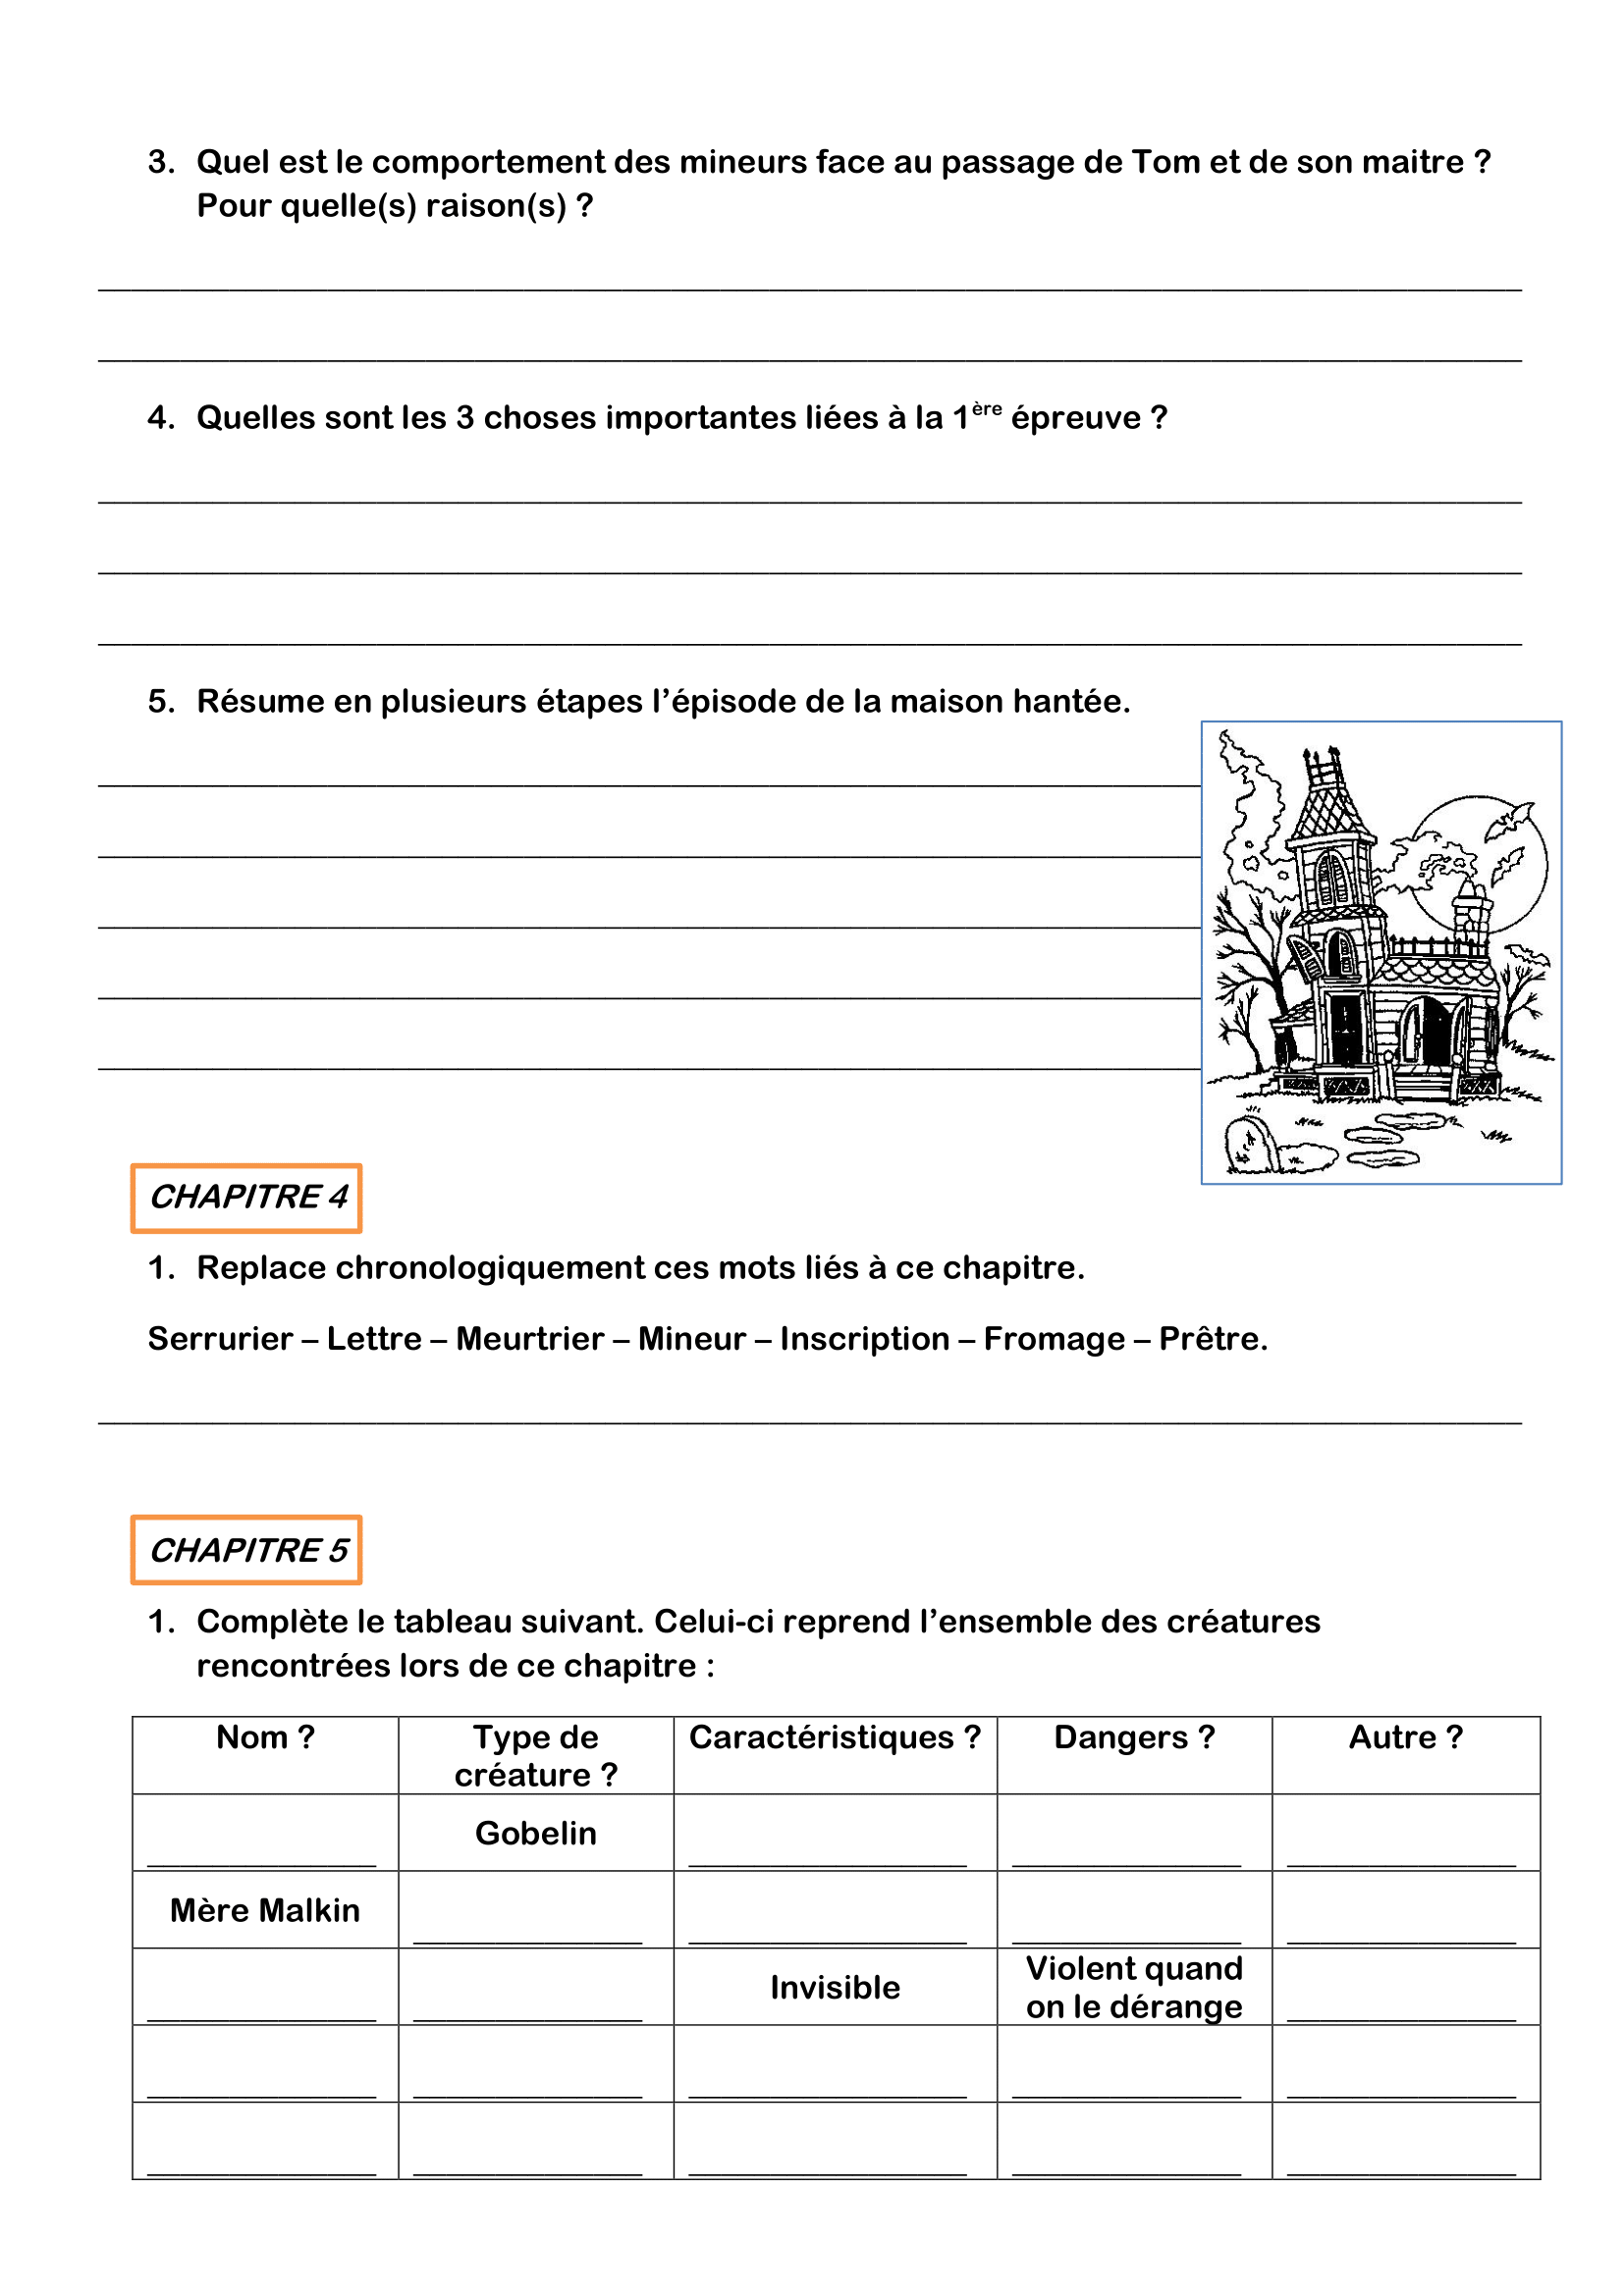 3. Quel est le comportement des mineurs face au passage de Tom et de son maitre ?
Pour quelle(s) raison(s) ?
4. Quelles sont les 3 choses importantes liées à la 1ère épreuve ?
5. Résume en plusieurs étapes l’épisode de la maison hantée.
CHAPITRE 4
1. Replace chronologiquement ces mots liés à ce chapitre.
Serrurier – Lettre – Meurtrier – Mineur – Inscription – Fromage – Prêtre.
CHAPITRE 5
1. Complète le tableau suivant. Celui-ci reprend l’ensemble des créatures
rencontrées lors de ce chapitre :
Nom ?
Type de
créature ?
Caractéristiques ?
Dangers ?
Autre ?
Gobelin
Mère Malkin
Invisible
Violent quand
on le dérange